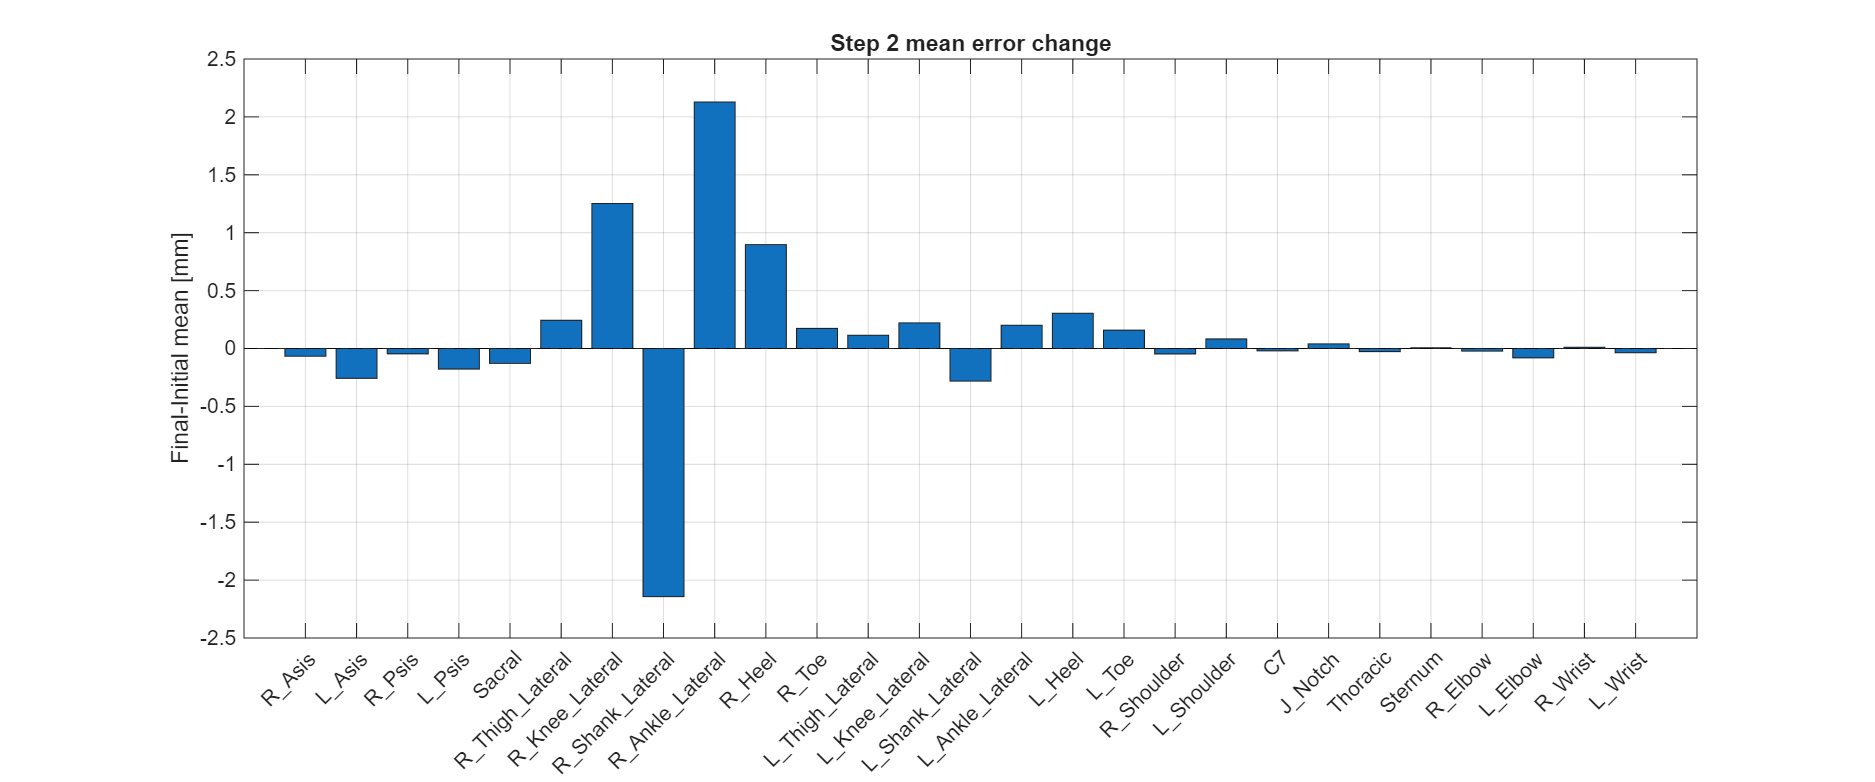 Step 2 mean error change
Final-Initial mean [mm]
2.5
2
1.5
1
0.5
0
-0.5
-1
-1.5
-2
-2.5
R_Asis
L_Asis
R_Psis
L_Psis
Sacral
R_Thigh_Lateral
R_Knee_Lateral
R_Shank_Lateral
R_Ankle_Lateral
R_Heel
R_Toe
L_Thigh_Lateral
L_Knee_Lateral
L_Shank_Lateral
L_Ankle_Lateral
L_Heel
L_Toe
R_Shoulder
L_Shoulder
C7
J_Notch
Thoracic
Sternum
R_Elbow
L_Elbow
R_Wrist
L_Wrist